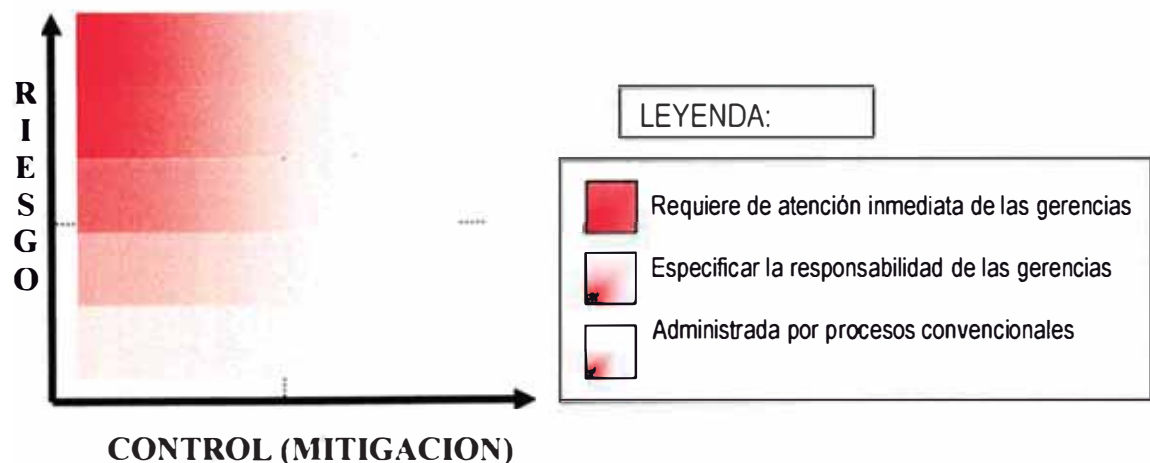 RIESGO
LEYENDA:
Requiere de atención inmediata de las gerencias
Especificar la responsabilidad de las gerencias
Administrada por procesos convencionales
CONTROL (MITIGACION)